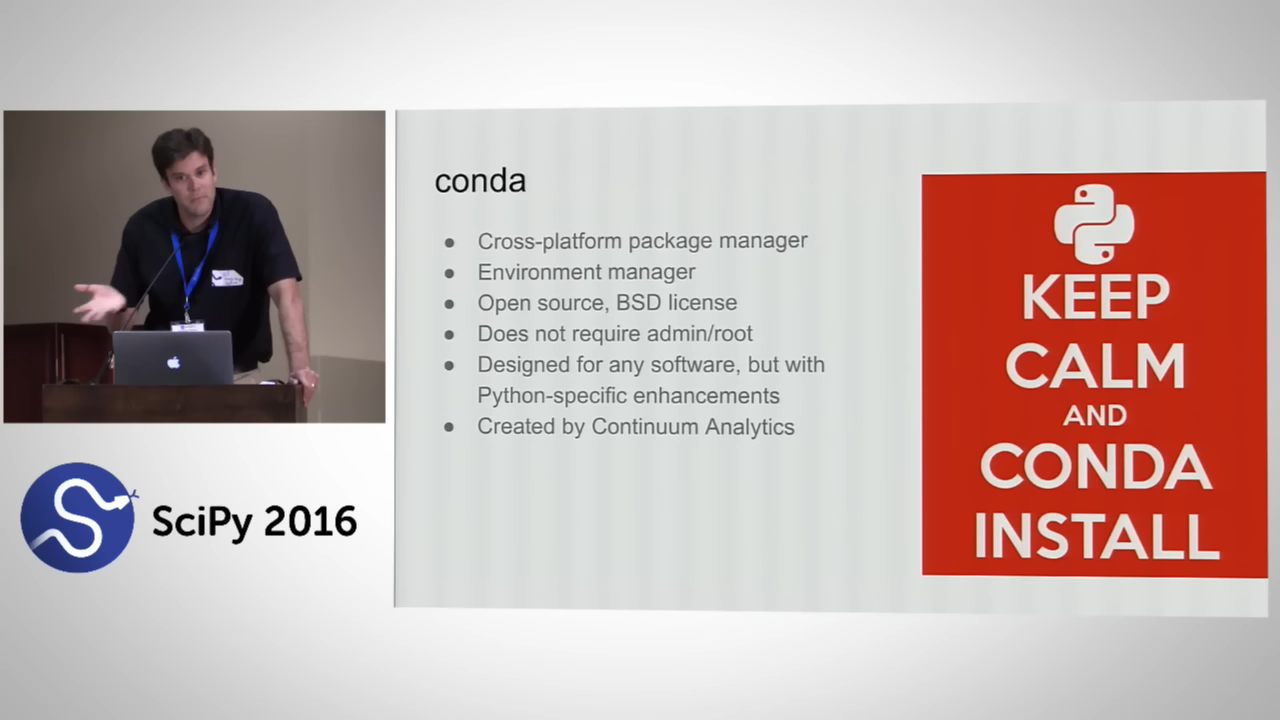 conda
● Cross-platform package manager
● Environment manager
● Open source, BSD license
● Does not require admin/root
● Designed for any software, but with
Python-specific enhancements
● Created by Continuum Analytics
KEEP
CALM
AND
CONDA
INSTALL
SciPy 2016